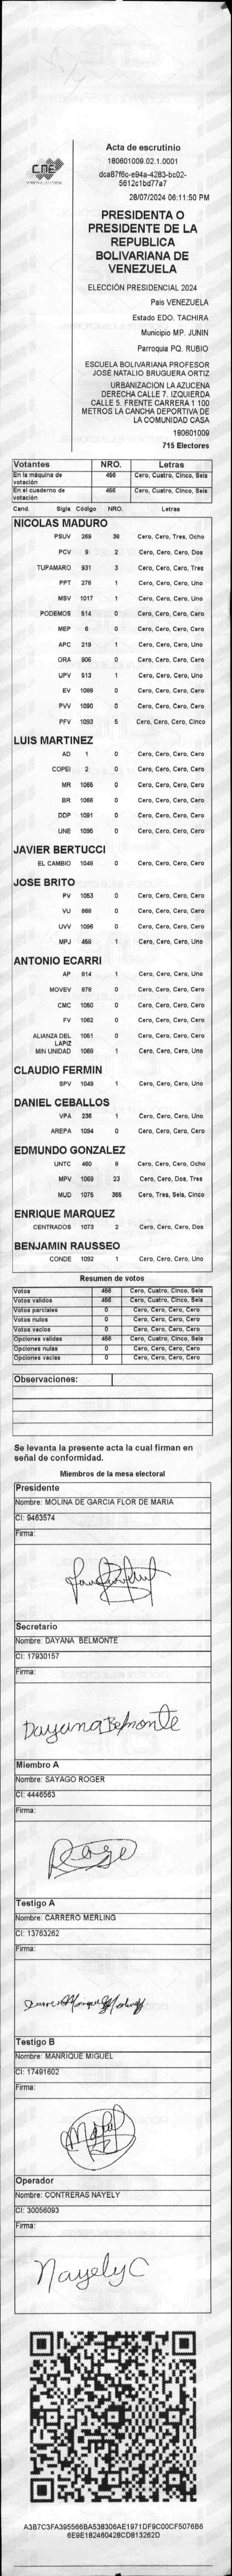 CNE
Acta de escrutinio
180601009.02.1.0001
dca87f6c-e94a-4283-bc02-
5612c1bd77a7
28/07/2024 06:11:50 PM
PRESIDENTA O
PRESIDENTE DE LA
REPUBLICA
BOLIVARIANA DE
VENEZUELA
ELECCIÓN PRESIDENCIAL 2024
País VENEZUELA
Estado EDO. TACHIRA
Municipio MP. JUNIN
Parroquia PQ. RUBIO
ESCUELA BOLIVARIANA PROFESOR
JOSÉ NATALIO BRUGUERA ORTIZ
URBANIZACION LA AZUCENA
DERECHA CALLE 7. IZQUIERDA
CALLE 5. FRENTE CARRERA 1 100
METROS LA CANCHA DEPORTIVA DE
LA COMUNIDAD CASA
180601009
715 Electores
Votantes NRO. Letras
En la máquina de votación 456 Cero, Cuatro, Cinco, Seis
En el cuaderno de votación 456 Cero, Cuatro, Cinco, Seis
Cand. Sigla Código NRO. Letras
NICOLAS MADURO
PSUV 269 38 Cero, Cero, Tres, Ocho
PCV 9 2 Cero, Cero, Cero, Dos
TUPAMARO 931 3 Cero, Cero, Cero, Tres
PPT 276 1 Cero, Cero, Cero, Uno
MSV 1017 1 Cero, Cero, Cero, Uno
PODEMOS 514 0 Cero, Cero, Cero, Cero
MEP 6 0 Cero, Cero, Cero, Cero
APC 219 1 Cero, Cero, Cero, Uno
ORA 906 0 Cero, Cero, Cero, Cero
UPV 513 1 Cero, Cero, Cero, Uno
EV 1089 0 Cero, Cero, Cero, Cero
PVV 1090 0 Cero, Cero, Cero, Cero
PFV 1093 5 Cero, Cero, Cero, Cinco
LUIS MARTINEZ
AD 1 0 Cero, Cero, Cero, Cero
COPEI 2 0 Cero, Cero, Cero, Cero
MR 1065 0 Cero, Cero, Cero, Cero
BR 1066 0 Cero, Cero, Cero, Cero
DDP 1091 0 Cero, Cero, Cero, Cero
UNE 1095 0 Cero, Cero, Cero, Cero
JAVIER BERTUCCI
EL CAMBIO 1048 0 Cero, Cero, Cero, Cero
JOSE BRITO
PV 1053 0 Cero, Cero, Cero, Cero
VU 868 0 Cero, Cero, Cero, Cero
UVV 1096 0 Cero, Cero, Cero, Cero
MPJ 458 1 Cero, Cero, Cero, Uno
ANTONIO ECARRI
AP 814 1 Cero, Cero, Cero, Uno
MOVEV 878 0 Cero, Cero, Cero, Cero
CMC 1050 0 Cero, Cero, Cero, Cero
FV 1062 0 Cero, Cero, Cero, Cero
ALIANZA DEL LAPIZ 1051 0 Cero, Cero, Cero, Cero
MIN UNIDAD 1058 1 Cero, Cero, Cero, Uno
CLAUDIO FERMIN
SPV 1049 1 Cero, Cero, Cero, Uno
DANIEL CEBALLOS
VPA 236 1 Cero, Cero, Cero, Uno
AREPA 1094 0 Cero, Cero, Cero, Cero
EDMUNDO GONZALEZ
UNTC 480 8 Cero, Cero, Cero, Ocho
MPV 1069 23 Cero, Cero, Dos, Tres
MUD 1075 365 Cero, Tres, Seis, Cinco
ENRIQUE MARQUEZ
CENTRADOS 1073 2 Cero, Cero, Cero, Dos
BENJAMIN RAUSSEO
CONDE 1092 1 Cero, Cero, Cero, Uno
Resumen de votos
Votos 456 Cero, Cuatro, Cinco, Seis
Votos validos 456 Cero, Cuatro, Cinco, Seis
Votos parciales 0 Cero, Cero, Cero, Cero
Votos nulos 0 Cero, Cero, Cero, Cero
Votos vacios 0 Cero, Cero, Cero, Cero
Opciones validas 456 Cero, Cuatro, Cinco, Seis
Opciones nulas 0 Cero, Cero, Cero, Cero
Opciones vacias 0 Cero, Cero, Cero, Cero
Observaciones:
Se levanta la presente acta la cual firman en
señal de conformidad.
Miembros de la mesa electoral
Presidente
Nombre: MOLINA DE GARCIA FLOR DE MARIA
CI: 9463574
Firma:
Secretario
Nombre: DAYANA BELMONTE
CI: 17930157
Firma:
Dayana Belmonte
Miembro A
Nombre: SAYAGO ROGER
CI: 4446563
Firma:
Testigo A
Nombre: CARRERO MERLING
CI: 13763262
Firma:
Testigo B
Nombre: MANRIQUE MIGUEL
CI: 17491602
Firma:
Operador
Nombre: CONTRERAS NAYELY
CI: 30056093
Firma:
Nayely C
A3B7C3FA395566BA538306AE1971DF9C00CF5076B6
6E9E182460428CD813262D